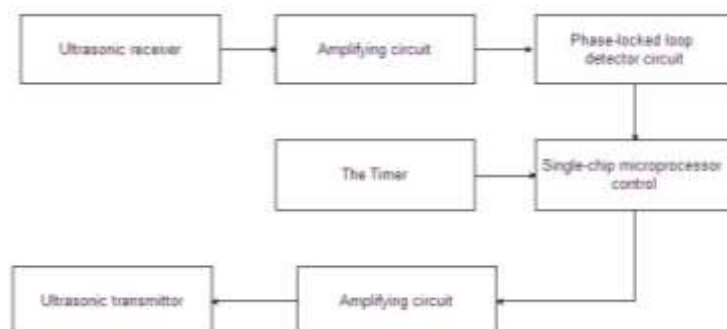 Ultrasonic receiver
Amplifying circuit
Phase-locked loop
detector circuit
The Timer
Single-chip microprocessor
control
Ultrasonic transmittor
Amplifying circuit